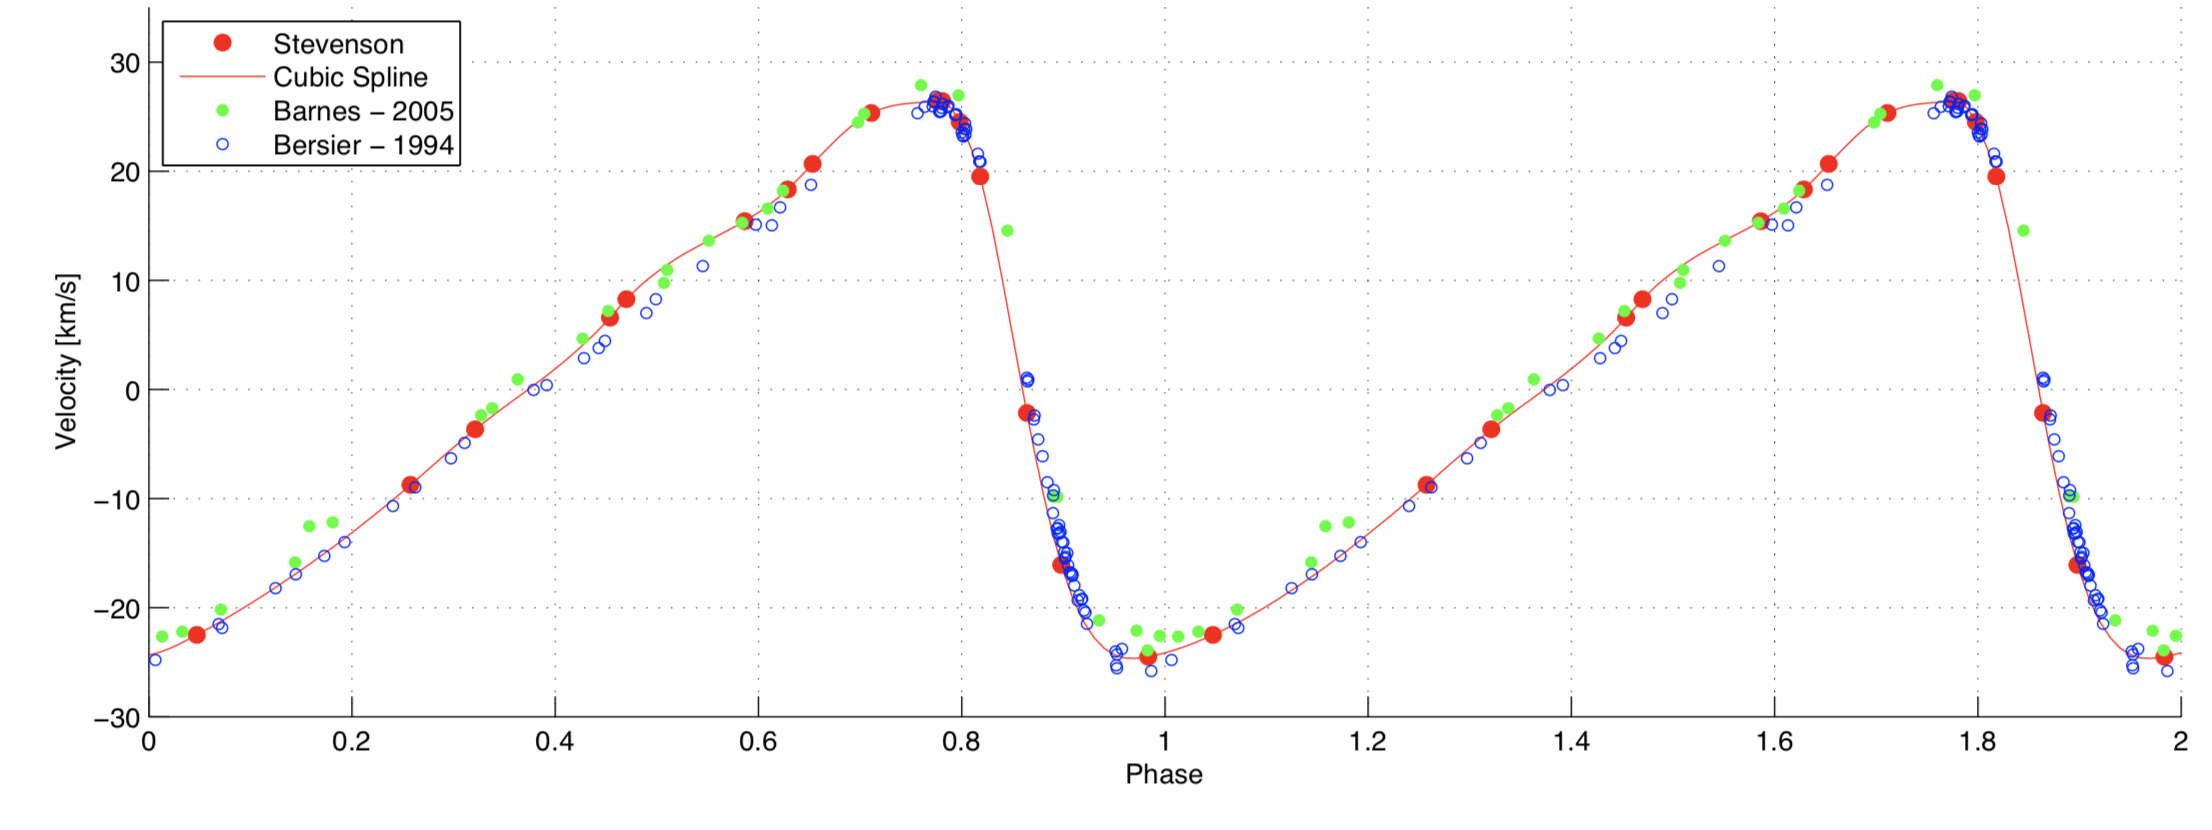 Stevenson
Cubic Spline
Barnes – 2005
Bersier – 1994
Velocity [km/s]
30
20
10
0
−10
−20
−30
0 0.2 0.4 0.6 0.8 1 1.2 1.4 1.6 1.8 2
Phase